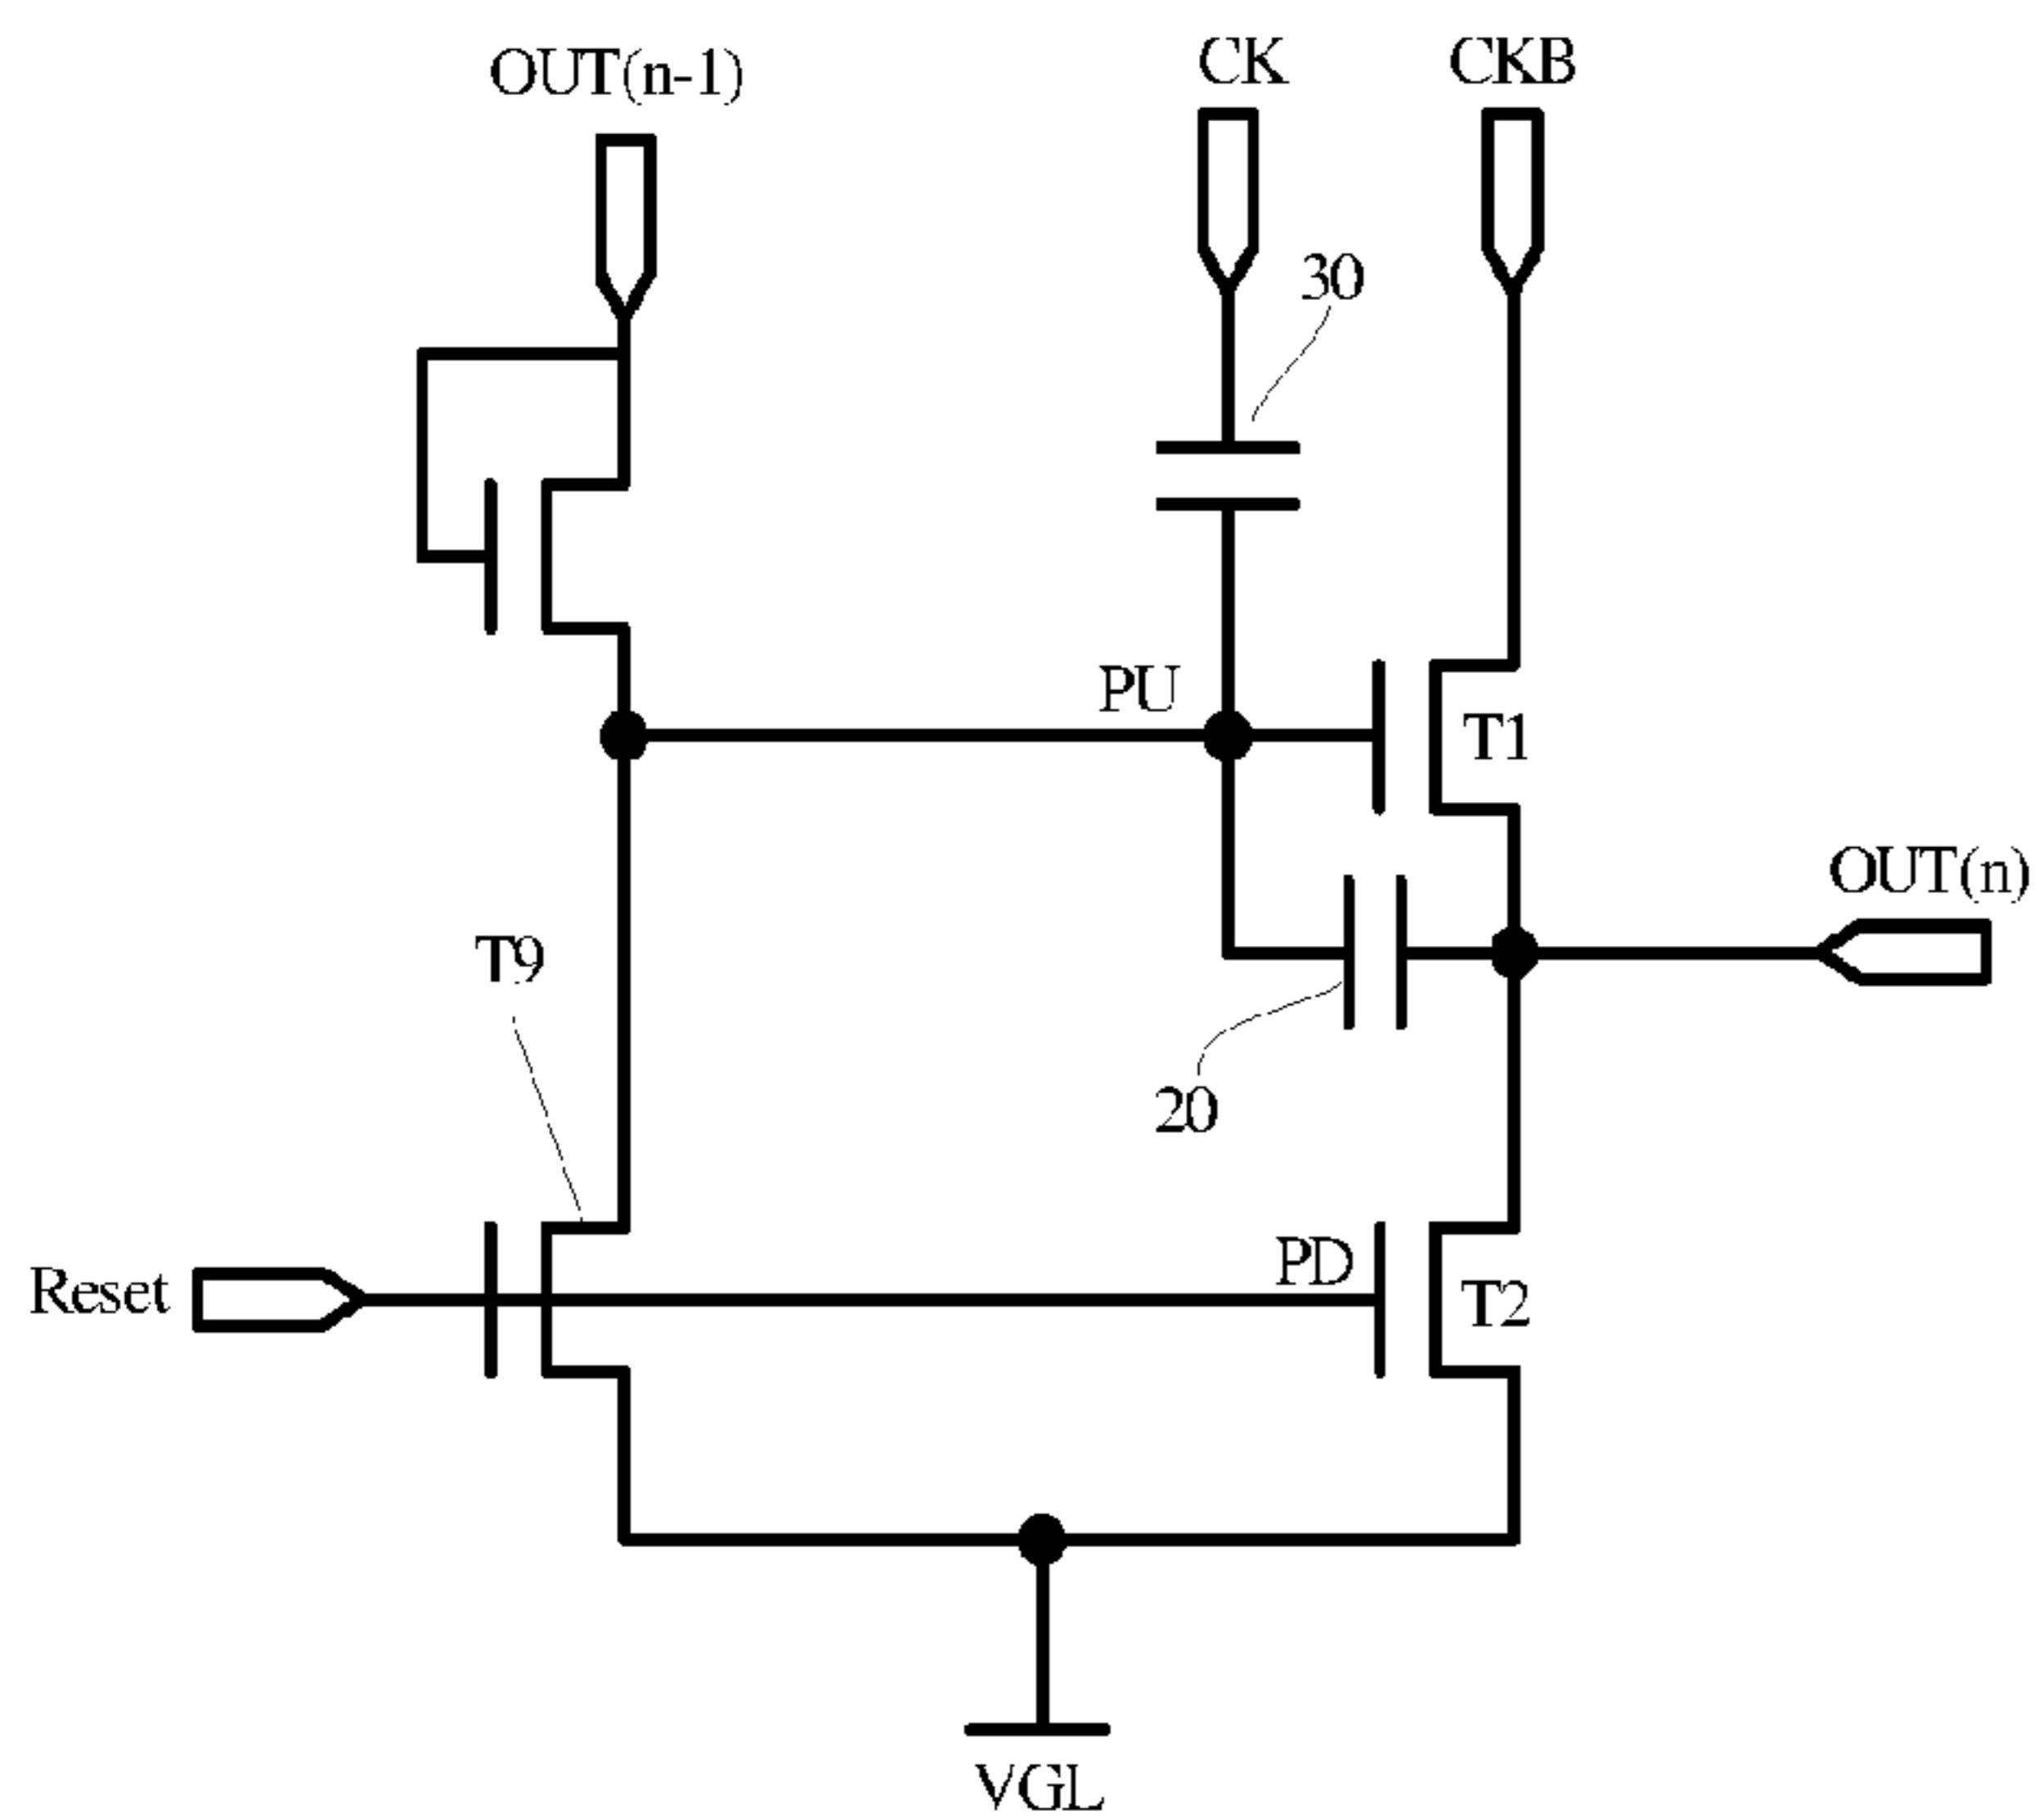 OUT(n-1)
CK
CKB
30
PU
T1
OUT(n)
T9
20
Reset
PD
T2
VGL